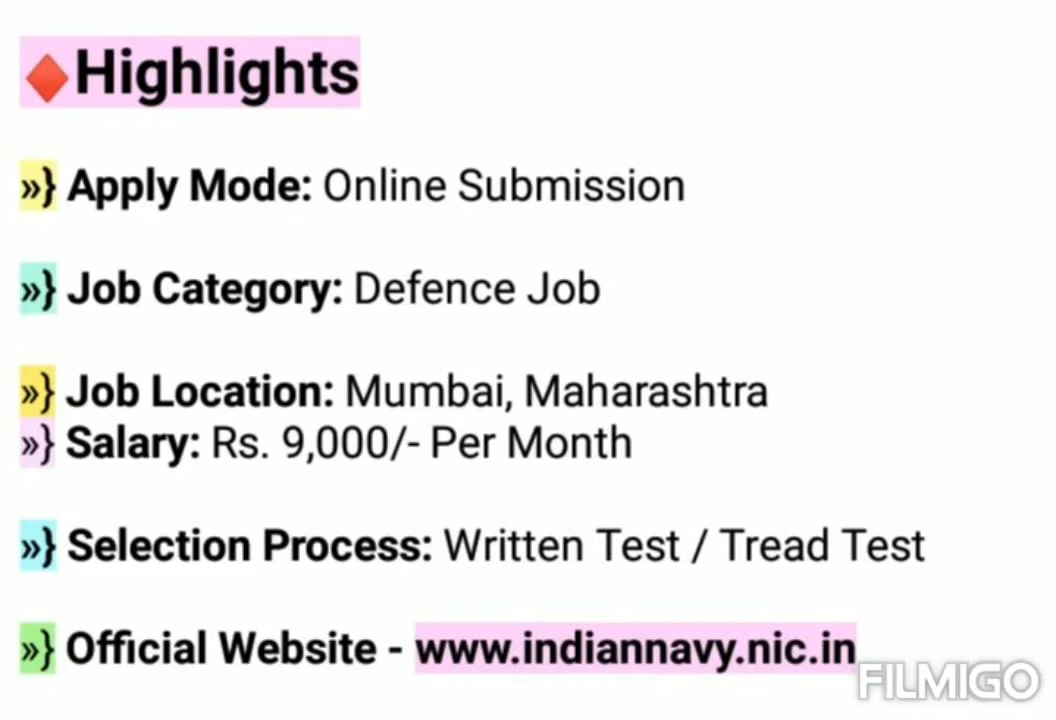 ♦Highlights
»} Apply Mode: Online Submission
»} Job Category: Defence Job
»} Job Location: Mumbai, Maharashtra
»} Salary: Rs. 9,000/- Per Month
»} Selection Process: Written Test / Tread Test
»} Official Website - www.indiannavy.nic.in
FILMIGO